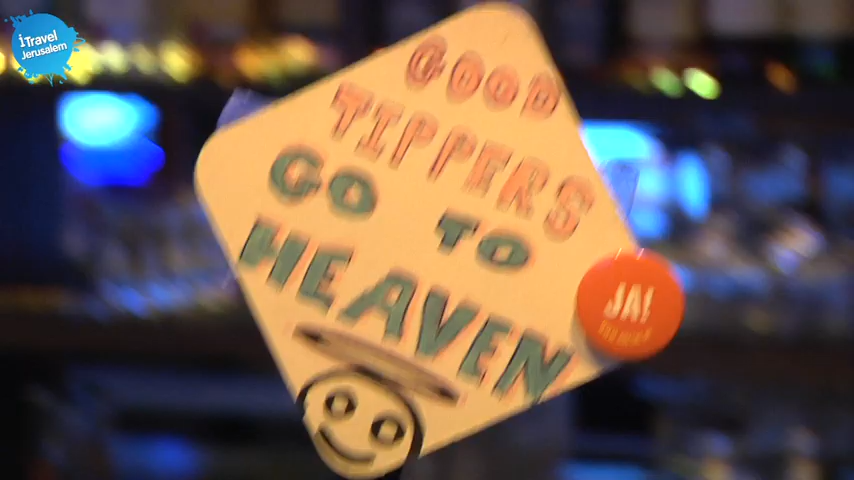 iTravel
Jerusalem
GOOD
TIPPERS
GO TO
HEAVEN
JA!